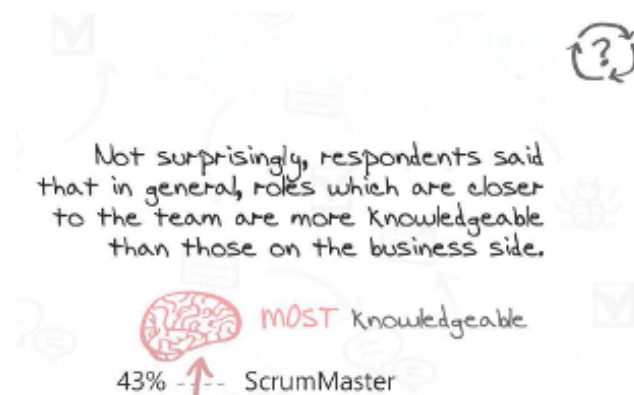 ?
Not surprisingly, respondents said
that in general, roles which are closer
to the team are more knowledgeable
than those on the business side.
MOST knowledgeable
43% ---- ScrumMaster